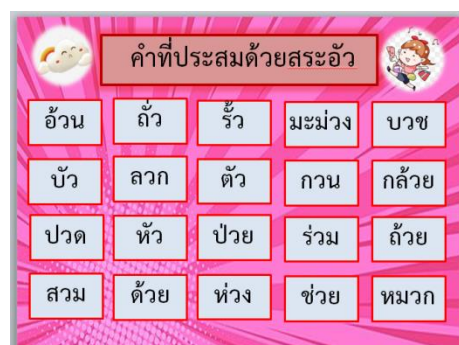 คำที่ประสมด้วยสระอัว
อ้วน ถั่ว รั้ว มะม่วง บวช
บัว ลวก ตัว กวน กล้วย
ปวด หัว ป่วย ร่วม ถ้วย
สวม ด้วย ห่วง ช่วย หมวก